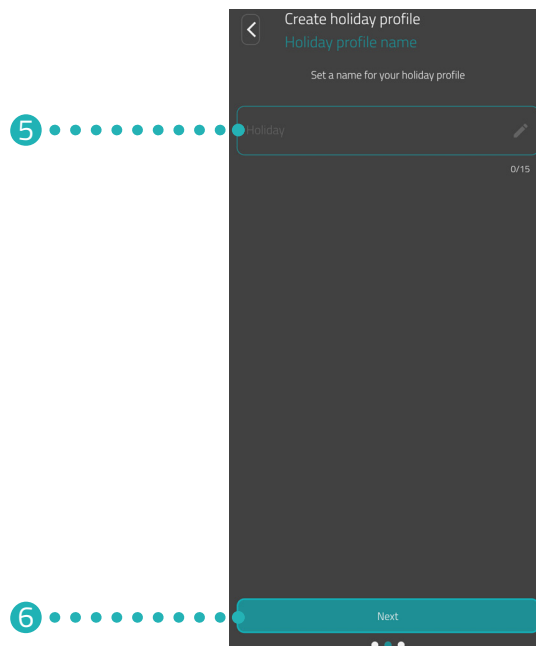 Create holiday profile
Holiday profile name
Set a name for your holiday profile
5
Holiday
0/15
6
Next